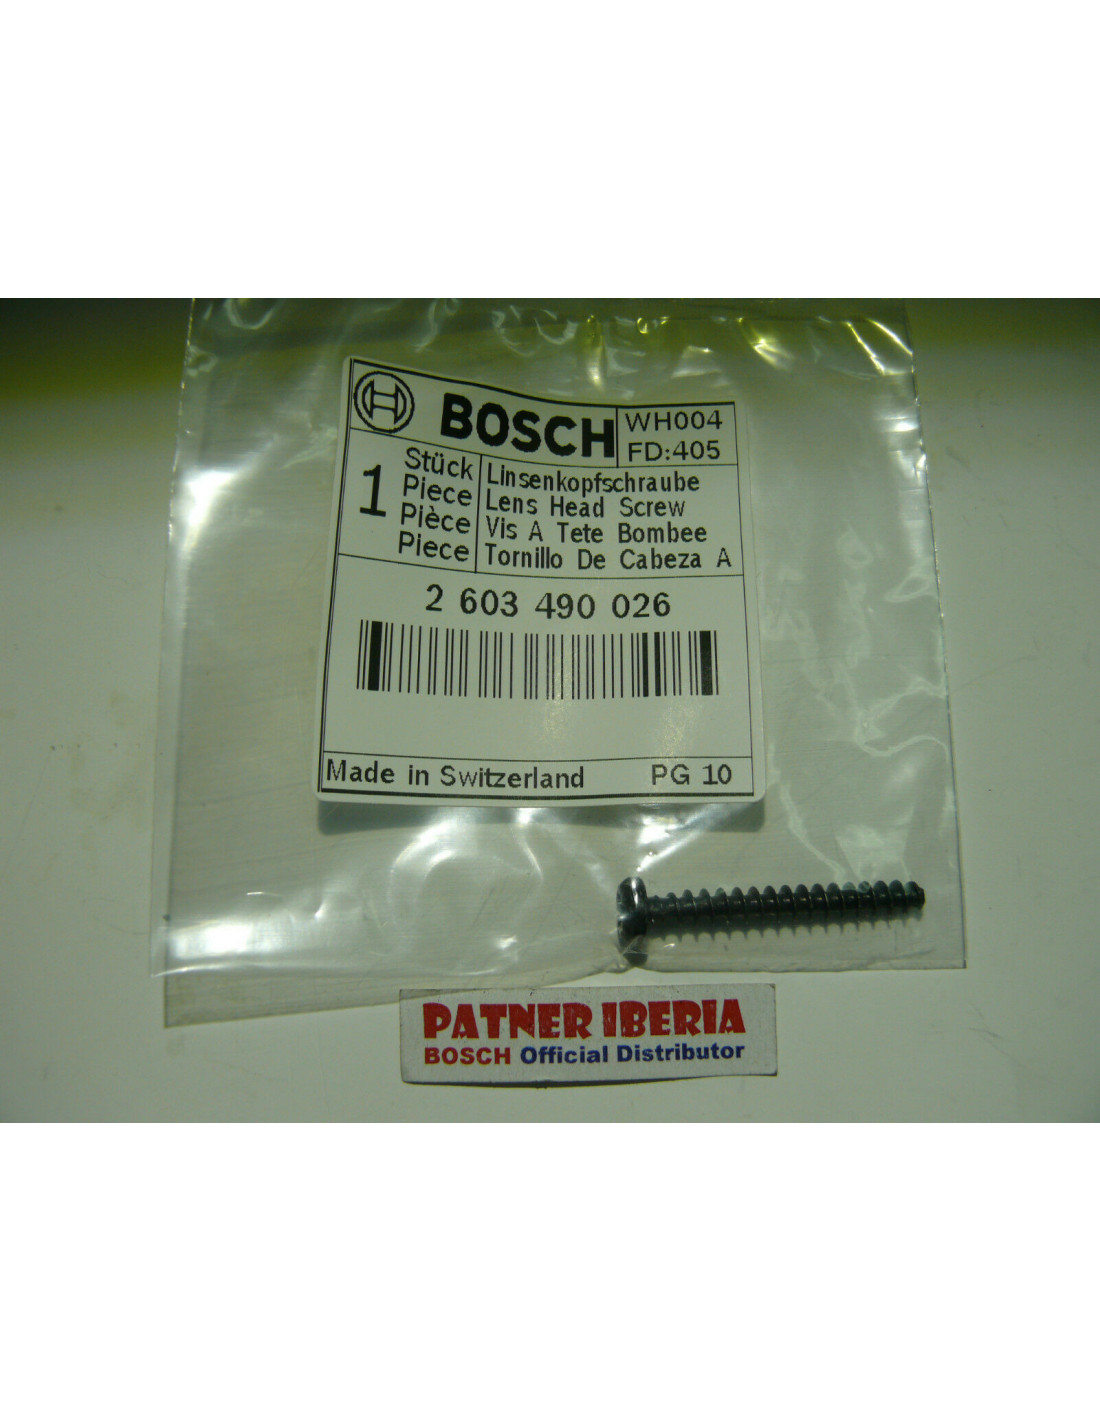 BOSCH
WH004
FD:405
1
Stück
Piece
Pièce
Piece
Linsenkopfschraube
Lens Head Screw
Vis A Tete Bombee
Tornillo De Cabeza A
2 603 490 026
Made in Switzerland PG 10
PATNER IBERIA
BOSCH Official Distributor